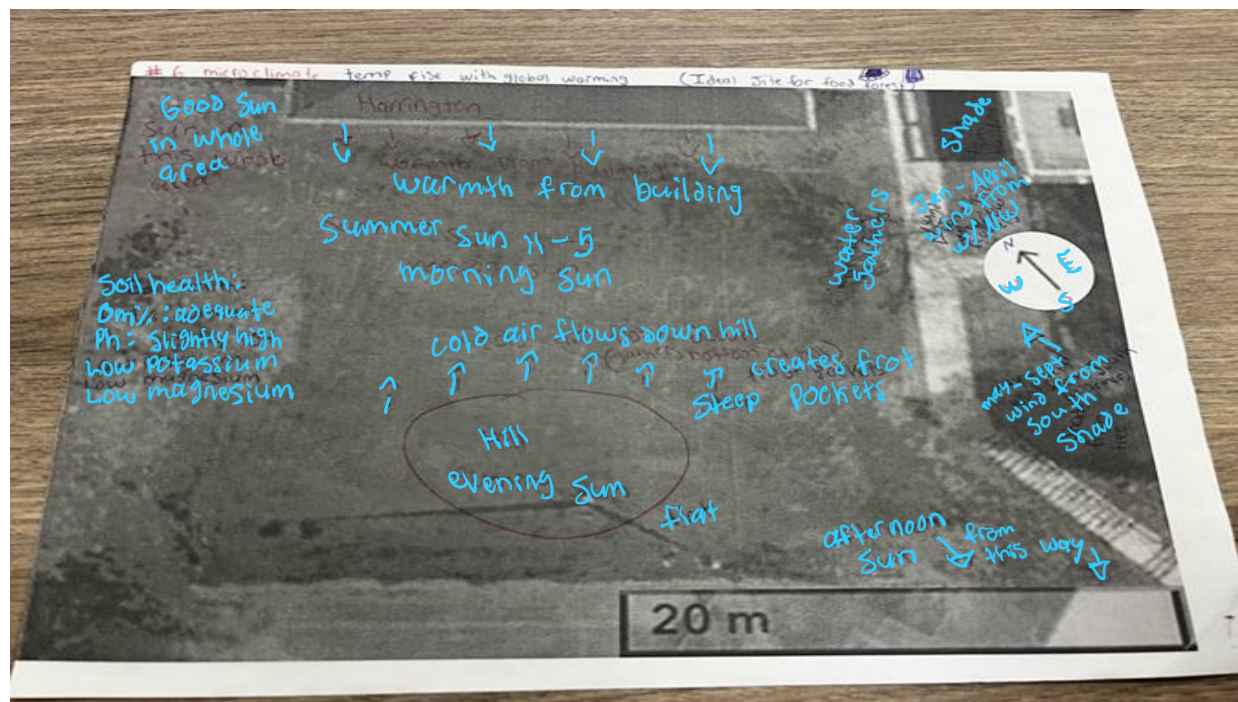 # 6 microclimate temp rise with global warming (Ideal site for food forest)
Good Sun
in whole
area
Harrington
warmth from building
Summer sun 11-5
morning sun
Shade
water
gathers
Jan - April
wind from
W/NW
N
E
W
S
Soil health:
Om% : adequate
Ph : Slightly high
Low Potassium
Low magnesium
cold air flows down hill
creates frot
Steep Pockets
Hill
evening Sun
flat
may - Sept
wind from
South
Shade
afternoon
Sun
from
this way
20 m